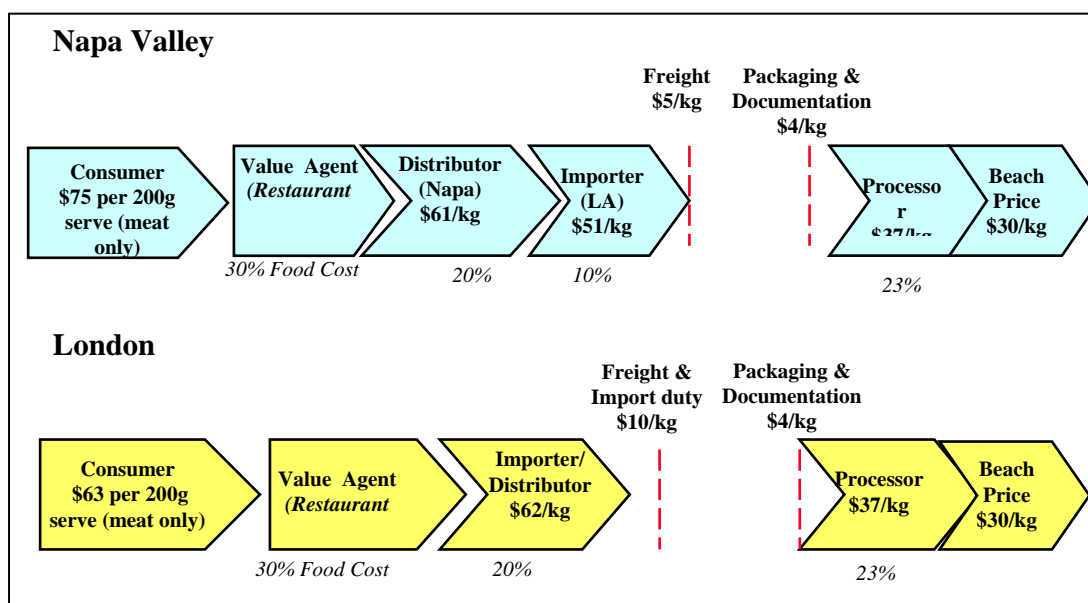 Napa Valley
Freight
$5/kg
Packaging &
Documentation
$4/kg
Consumer
$75 per 200g
serve (meat
only)
Value Agent
(Restaurant
Distributor
(Napa)
$61/kg
Importer
(LA)
$51/kg
Processo
r
$37/kg
Beach
Price
$30/kg
30% Food Cost
20%
10%
23%
London
Freight &
Import duty
$10/kg
Packaging &
Documentation
$4/kg
Consumer
$63 per 200g
serve (meat only)
Value Agent
(Restaurant
Importer/
Distributor
$62/kg
Processor
$37/kg
Beach
Price
$30/kg
30% Food Cost
20%
23%